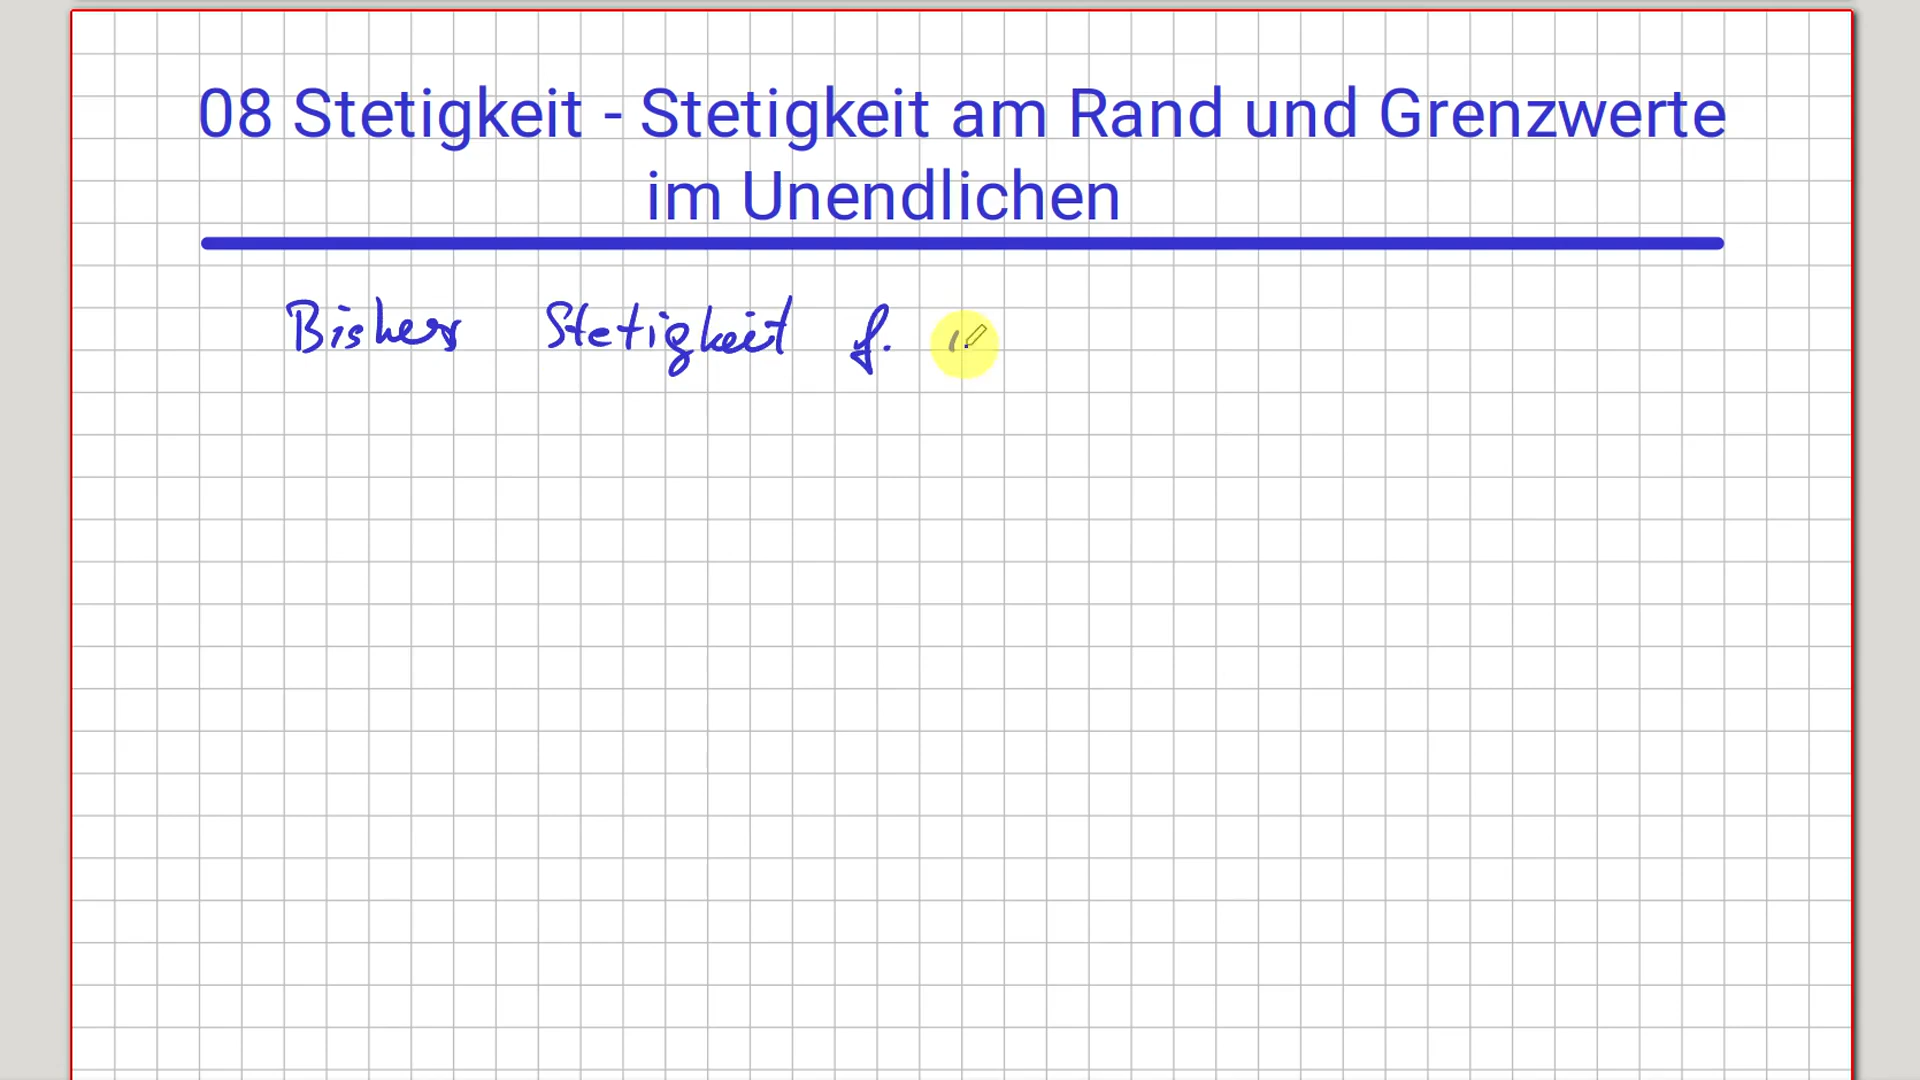 08 Stetigkeit - Stetigkeit am Rand und Grenzwerte
im Unendlichen
Bisher Stetigkeit f.